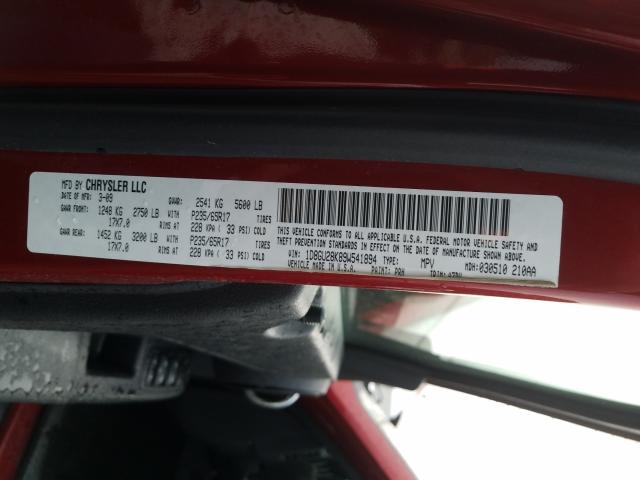 MFD BY CHRYSLER LLC
DATE OF MFR 3-09 GVWR: 2541 KG 5600 LB
GAWR FRONT: 1248 KG 2750 LB WITH P235/65R17 TIRES
17X7.0 RIMS AT 228 KPA ( 33 PSI) COLD
GAWR REAR: 1452 KG 3200 LB WITH P235/65R17 TIRES
17X7.0 RIMS AT 228 KPA ( 33 PSI) COLD
THIS VEHICLE CONFORMS TO ALL APPLICABLE U.S.A. FEDERAL MOTOR VEHICLE SAFETY AND
THEFT PREVENTION STANDARDS IN EFFECT ON THE DATE OF MANUFACTURE SHOWN ABOVE
VIN: 1D8GU28K89W541894 TYPE: MPV MDH: 030510 210AA
VEHICLE MADE IN U.S.A. PAINT: PRH TRIM: